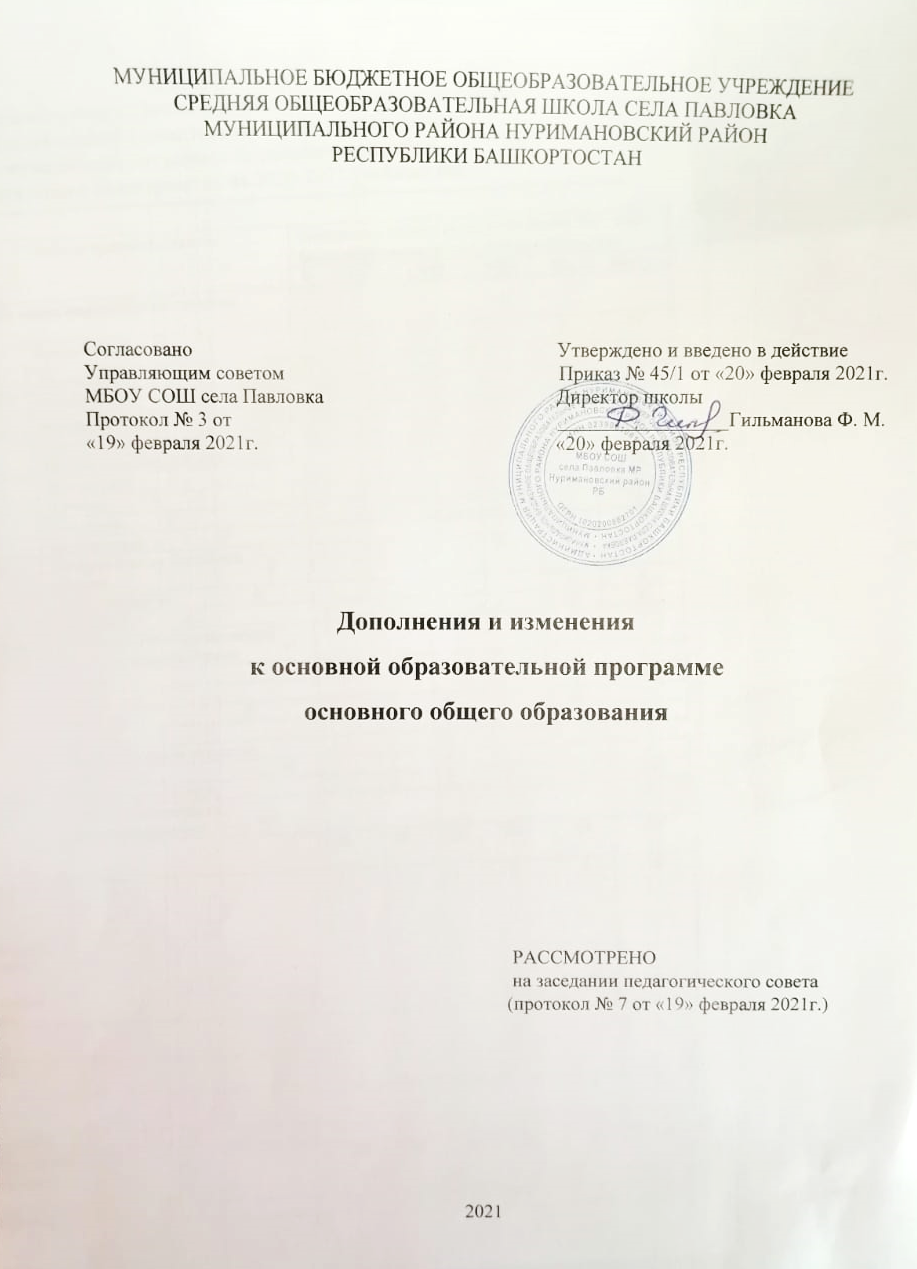 МУНИЦИПАЛЬНОЕ БЮДЖЕТНОЕ ОБЩЕОБРАЗОВАТЕЛЬНОЕ УЧРЕЖДЕНИЕ
СРЕДНЯЯ ОБЩЕОБРАЗОВАТЕЛЬНАЯ ШКОЛА СЕЛА ПАВЛОВКА
МУНИЦИПАЛЬНОГО РАЙОНА НУРИМАНОВСКИЙ РАЙОН
РЕСПУБЛИКИ БАШКОРТОСТАН
Согласовано
Управляющим советом
МБОУ СОШ села Павловка
Протокол № 3 от
«19» февраля 2021г.
Утверждено и введено в действие
Приказ № 45/1 от «20» февраля 2021г.
Директор школы
Гильманова Ф. М.
«20» февраля 2021г.
МБОУ СОШ
села Павловка МР
Нуримановский район
РБ
Дополнения и изменения
к основной образовательной программе
основного общего образования
РАССМОТРЕНО
на заседании педагогического совета
(протокол № 7 от «19» февраля 2021г.)
2021